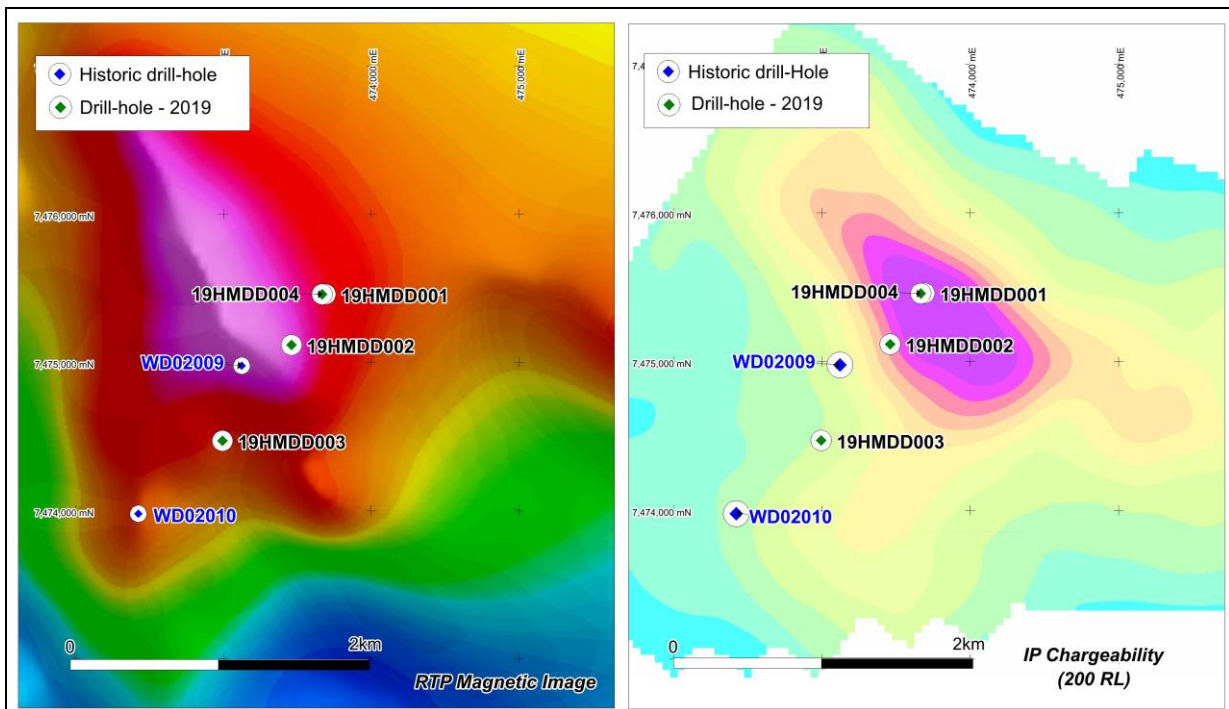 Historic drill-hole
Drill-hole - 2019
474,000 mE
475,000 mE
7,476,000 mN
19HMDD004
19HMDD001
19HMDD002
WD02009
7,475,000 mN
19HMDD003
7,474,000 mN
WD02010
0
2km
RTP Magnetic Image
Historic drill-Hole
Drill-hole - 2019
474,000 mE
475,000 mE
7,476,000 mN
19HMDD004
19HMDD001
19HMDD002
WD02009
7,475,000 mN
19HMDD003
7,474,000 mN
WD02010
0
2km
IP Chargeability
(200 RL)